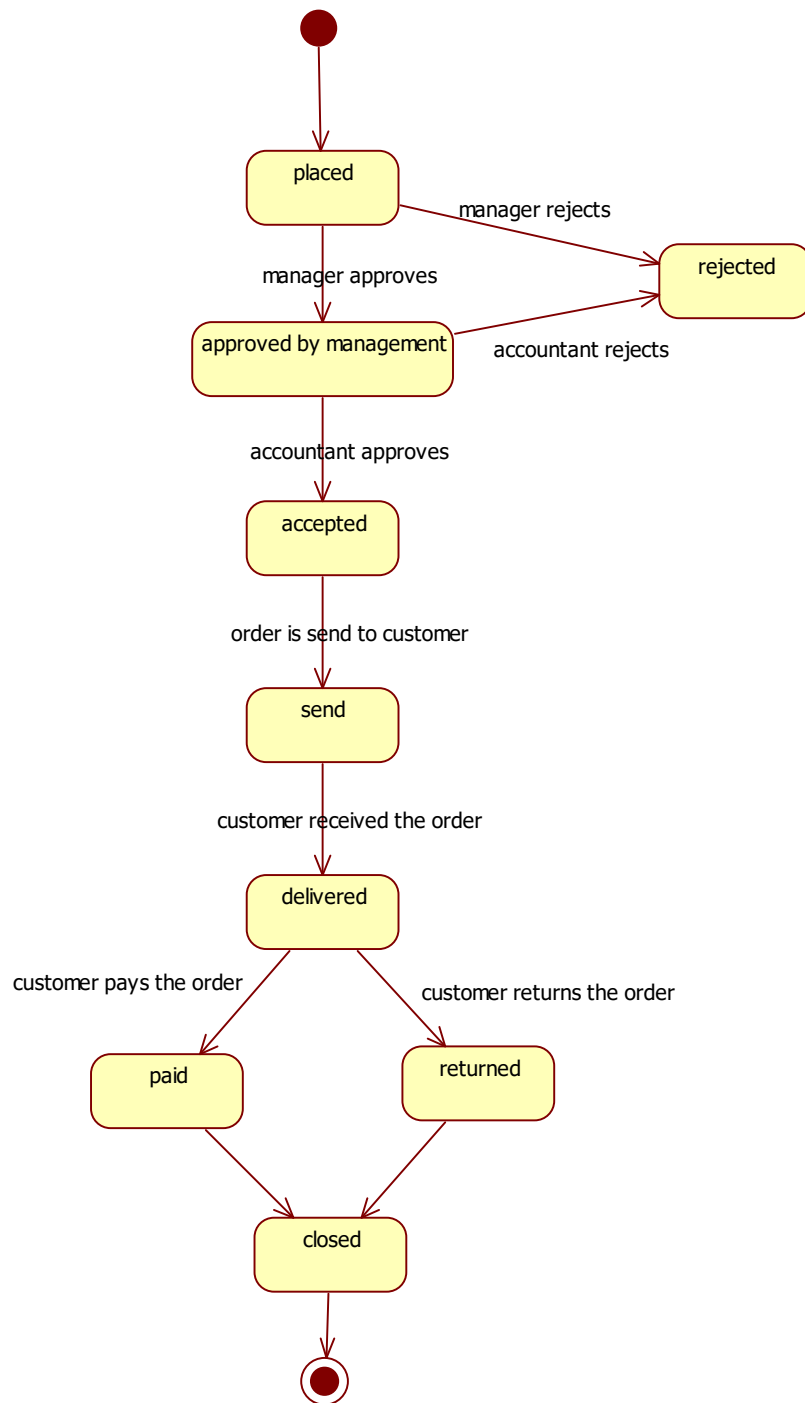 placed
manager rejects
rejected
manager approves
approved by management
accountant rejects
accountant approves
accepted
order is send to customer
send
customer received the order
delivered
customer pays the order
customer returns the order
paid
returned
closed